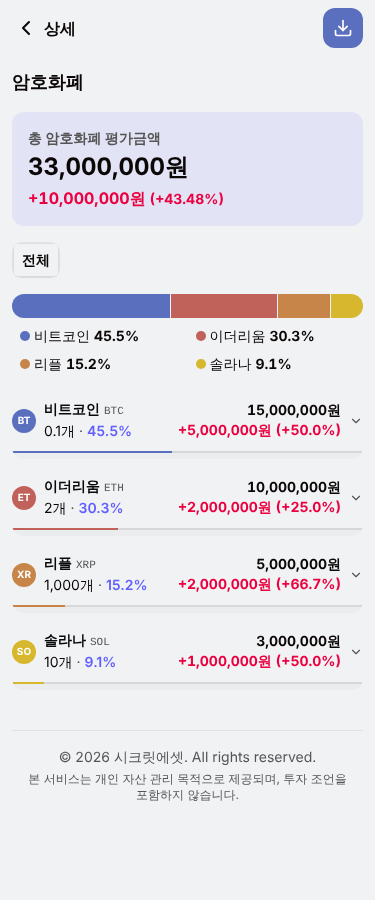 상세
암호화폐
총 암호화폐 평가금액
33,000,000원
+10,000,000원 (+43.48%)
전체
비트코인 45.5% 이더리움 30.3%
리플 15.2% 솔라나 9.1%
BT 비트코인 BTC 15,000,000원
0.1개 · 45.5% +5,000,000원 (+50.0%)
ET 이더리움 ETH 10,000,000원
2개 · 30.3% +2,000,000원 (+25.0%)
XR 리플 XRP 5,000,000원
1,000개 · 15.2% +2,000,000원 (+66.7%)
SO 솔라나 SOL 3,000,000원
10개 · 9.1% +1,000,000원 (+50.0%)
© 2026 시크릿에셋. All rights reserved.
본 서비스는 개인 자산 관리 목적으로 제공되며, 투자 조언을
포함하지 않습니다.